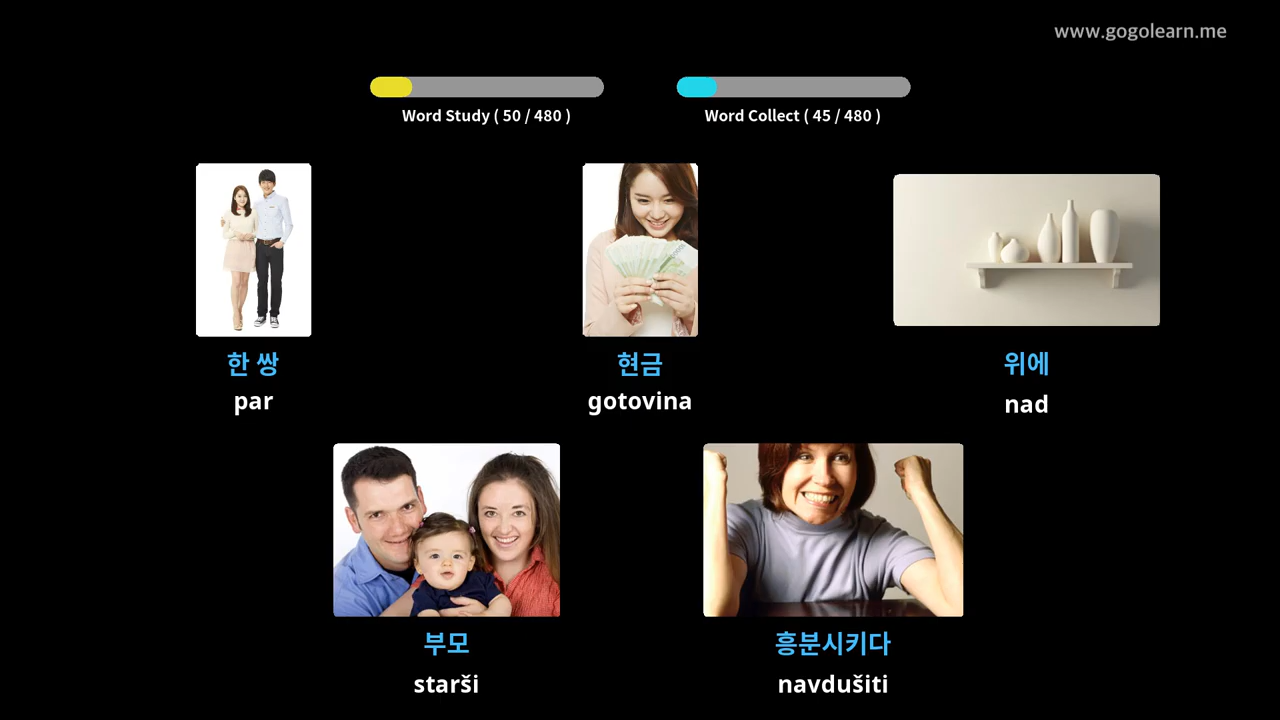 www.gogolearn.me
Word Study ( 50 / 480 )
Word Collect ( 45 / 480 )
한 쌍
par
현금
gotovina
위에
nad
부모
starši
흥분시키다
navdušiti